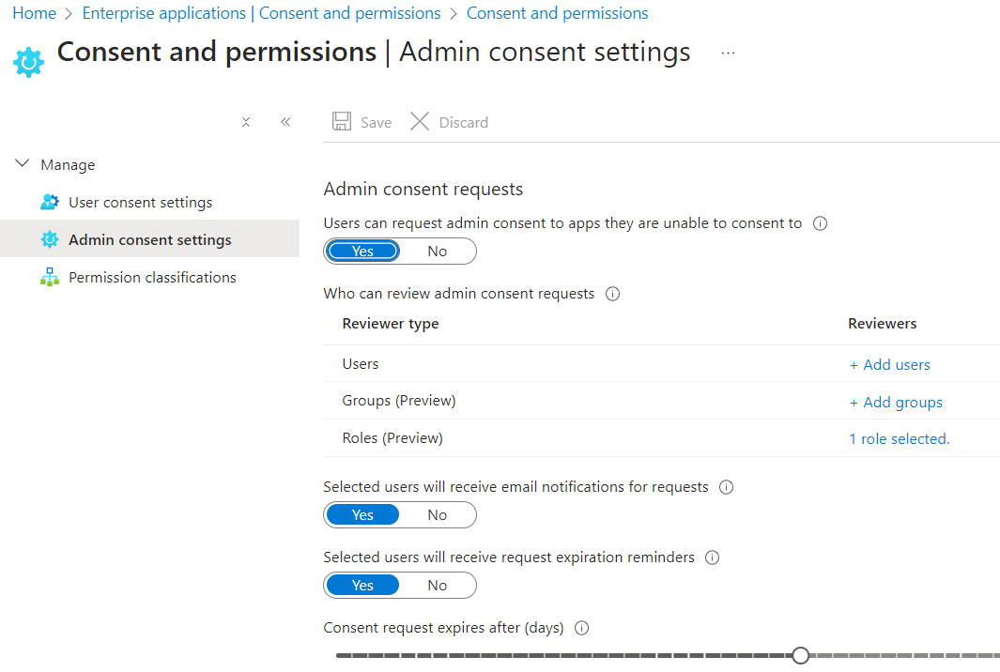 Home > Enterprise applications | Consent and permissions > Consent and permissions
Consent and permissions | Admin consent settings ...
Save Discard
Manage
User consent settings
Admin consent settings
Permission classifications
Admin consent requests
Users can request admin consent to apps they are unable to consent to
Yes No
Who can review admin consent requests
Reviewer type Reviewers
Users + Add users
Groups (Preview) + Add groups
Roles (Preview) 1 role selected.
Selected users will receive email notifications for requests
Yes No
Selected users will receive request expiration reminders
Yes No
Consent request expires after (days)